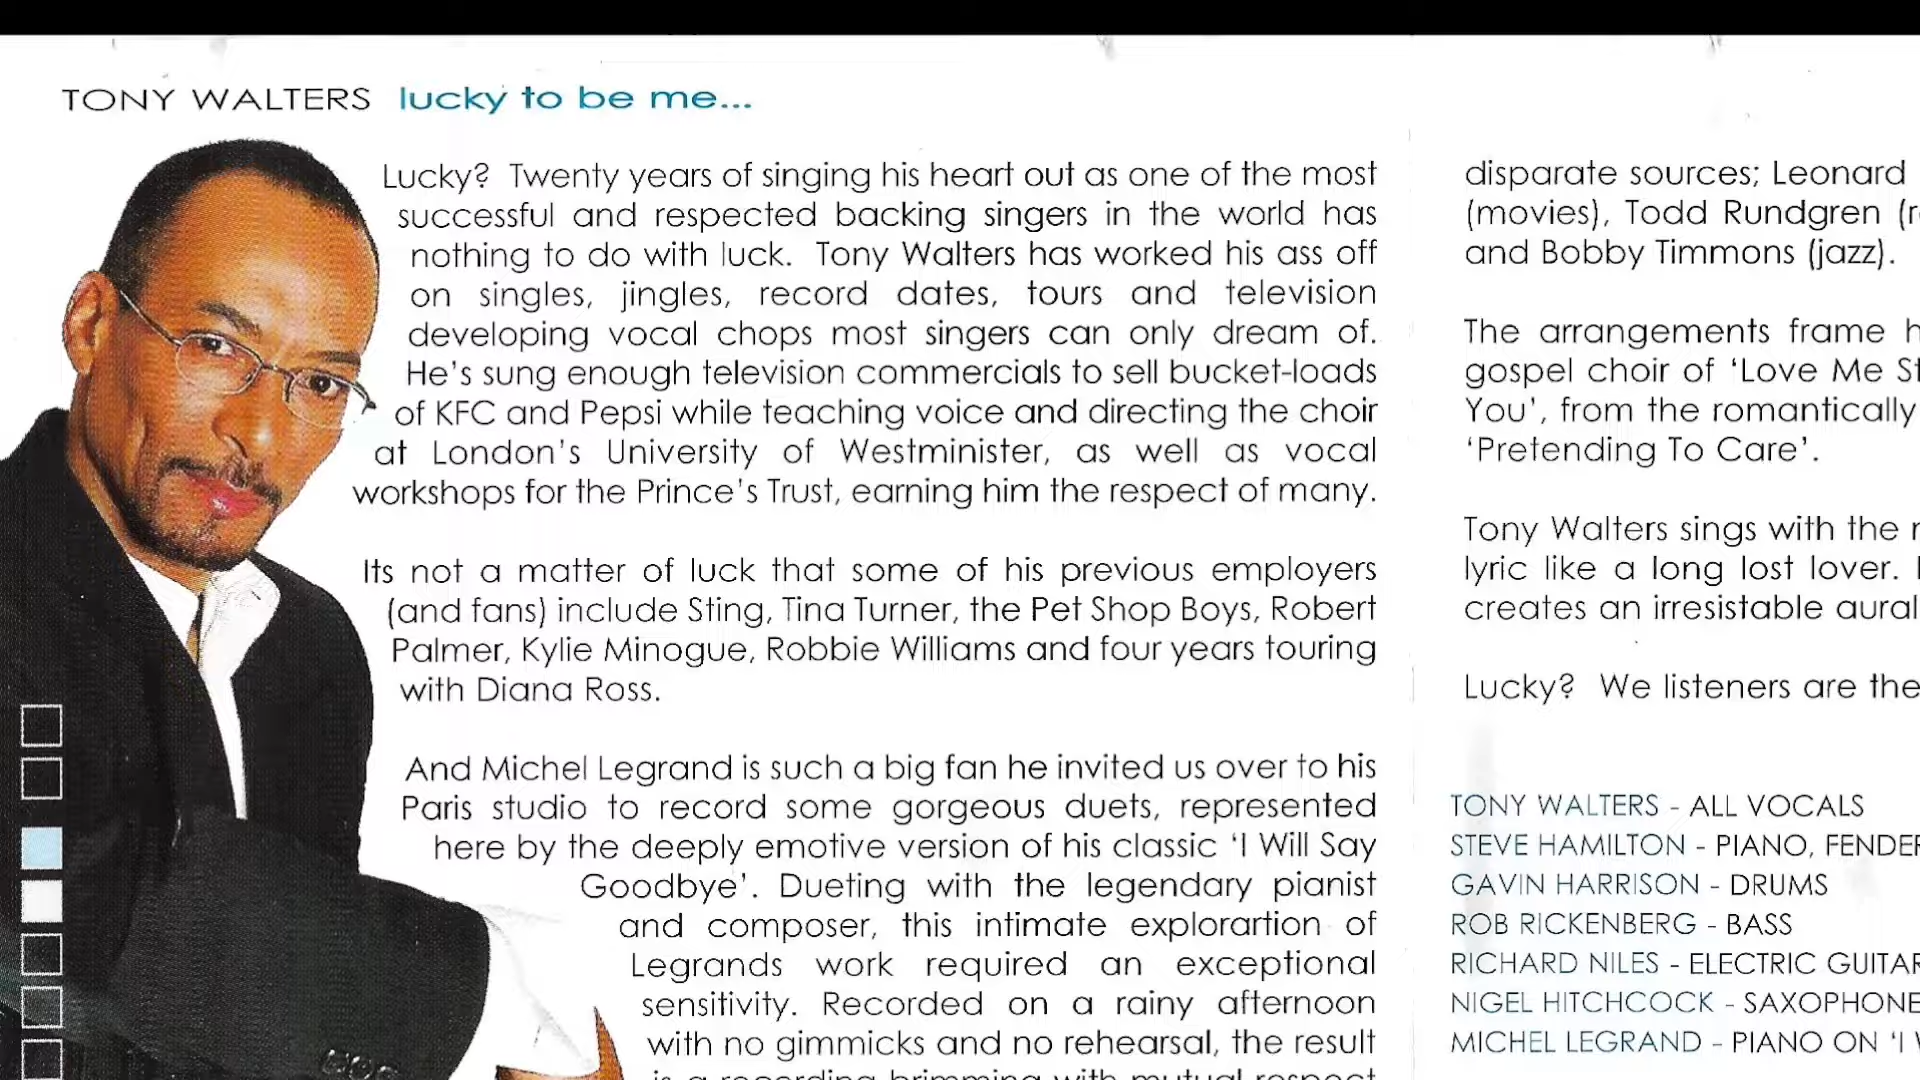 TONY WALTERS lucky to be me...
Lucky? Twenty years of singing his heart out as one of the most
successful and respected backing singers in the world has
nothing to do with luck. Tony Walters has worked his ass off
on singles, jingles, record dates, tours and television
developing vocal chops most singers can only dream of.
He's sung enough television commercials to sell bucket-loads
of KFC and Pepsi while teaching voice and directing the choir
at London's University of Westminister, as well as vocal
workshops for the Prince's Trust, earning him the respect of many.
Its not a matter of luck that some of his previous employers
(and fans) include Sting, Tina Turner, the Pet Shop Boys, Robert
Palmer, Kylie Minogue, Robbie Williams and four years touring
with Diana Ross.
And Michel Legrand is such a big fan he invited us over to his
Paris studio to record some gorgeous duets, represented
here by the deeply emotive version of his classic 'I Will Say
Goodbye'. Dueting with the legendary pianist
and composer, this intimate explorartion of
Legrands work required an exceptional
sensitivity. Recorded on a rainy afternoon
with no gimmicks and no rehearsal, the result
is a recording brimming with mutual respect
disparate sources; Leonard
(movies), Todd Rundgren
and Bobby Timmons (jazz).
The arrangements frame
gospel choir of 'Love Me
You', from the romantically
'Pretending To Care'.
Tony Walters sings with the
lyric like a long lost lover.
creates an irresistable aural
Lucky? We listeners are the
TONY WALTERS - ALL VOCALS
STEVE HAMILTON - PIANO, FENDER
GAVIN HARRISON - DRUMS
ROB RICKENBERG - BASS
RICHARD NILES - ELECTRIC GUITAR
NIGEL HITCHCOCK - SAXOPHONE
MICHEL LEGRAND - PIANO ON 'I